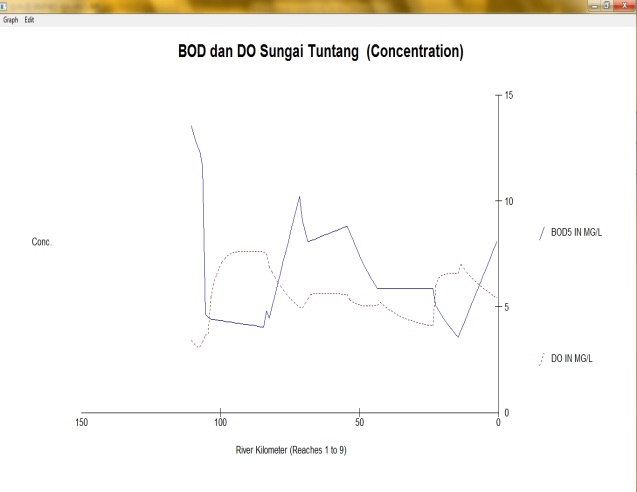 Graph Edit
BOD dan DO Sungai Tuntang (Concentration)
15
10
BOD5 IN MG/L
Conc.
5
DO IN MG/L
0
150 100 50 0
River Kilometer (Reaches 1 to 9)